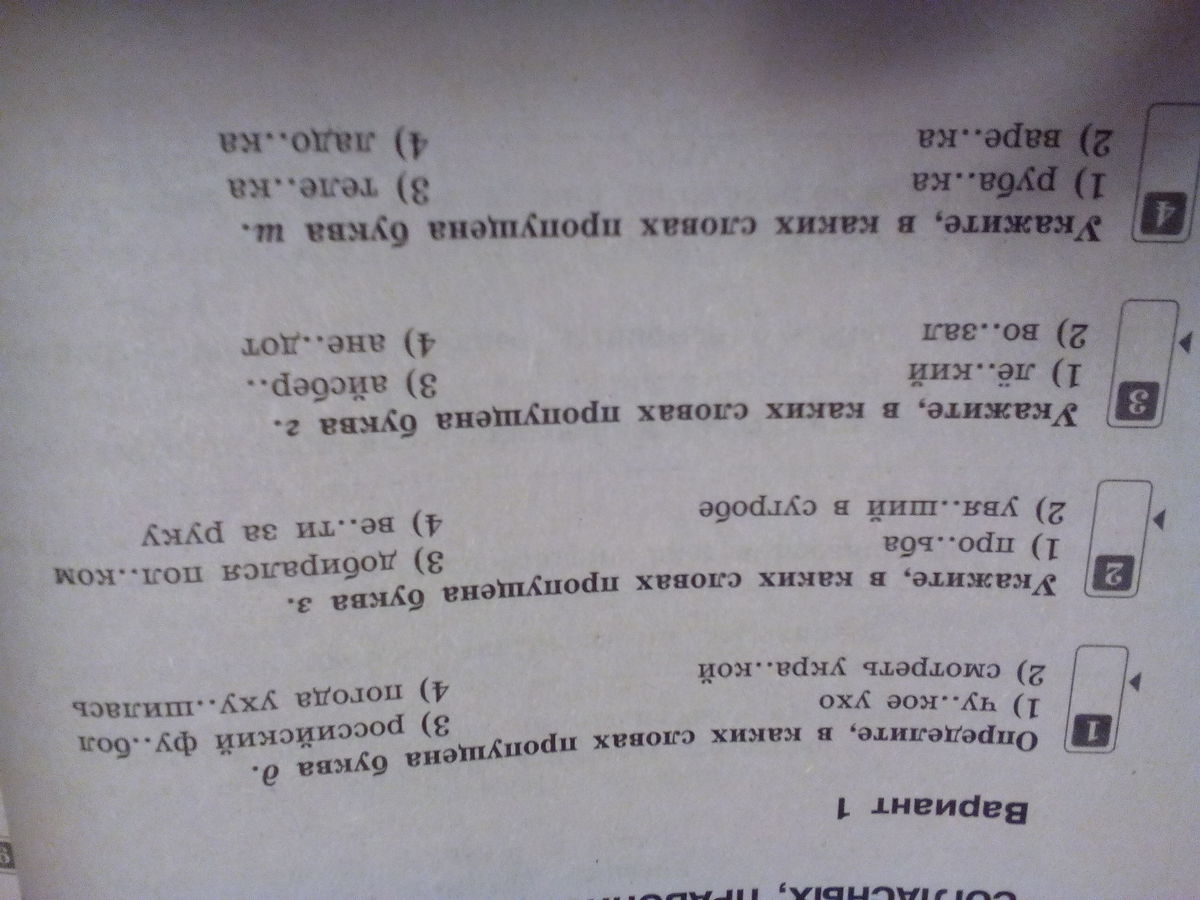 СОГЛАСНЫХ,
Вариант 1
1 Определите, в каких словах пропущена буква д.
1) чу..кое ухо 3) российский фу..бол
2) смотреть укра..кой 4) погода уху..шилась
2 Укажите, в каких словах пропущена буква з.
1) про..ьба 3) добирался пол..ком
2) увя..ший в сугробе 4) ве..ти за руку
3 Укажите, в каких словах пропущена буква г.
1) лё..кий 3) айсбер..
2) во..зал 4) ане..дот
4 Укажите, в каких словах пропущена буква ш.
1) руба..ка 3) теле..ка
2) варе..ка 4) ладо..ка